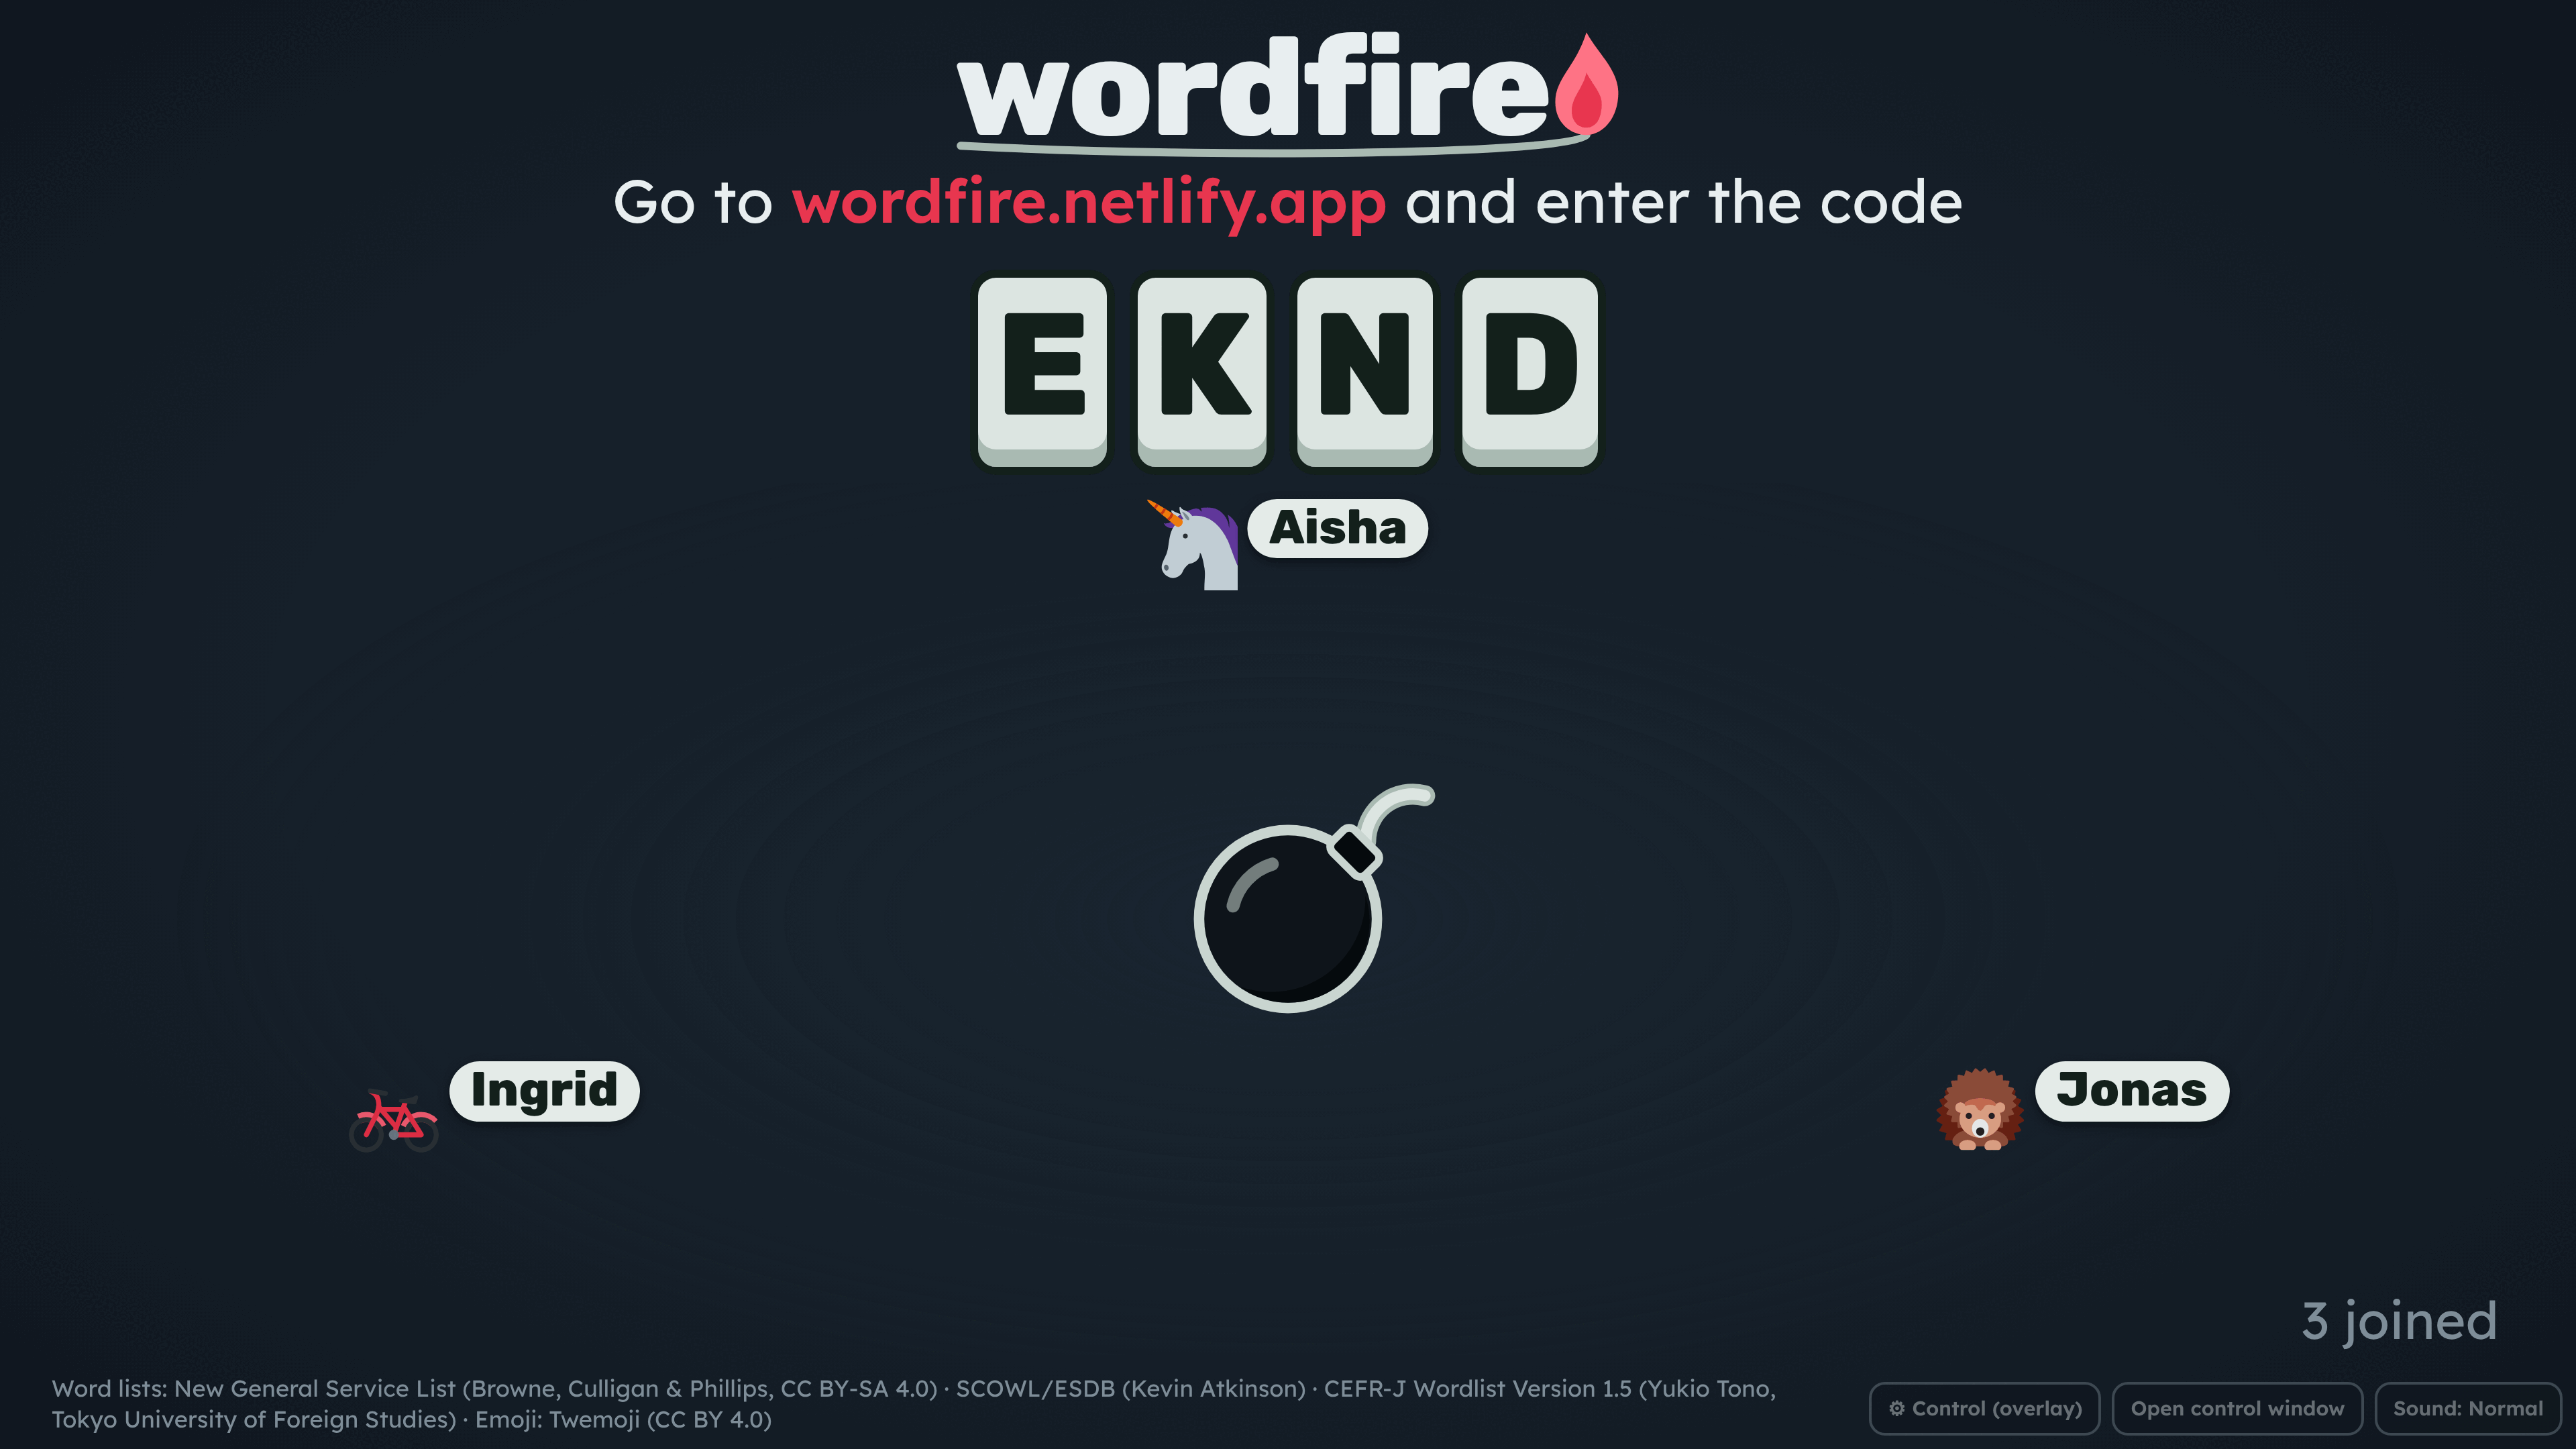 wordfire
Go to wordfire.netlify.app and enter the code
E K N D
Aisha
Ingrid
Jonas
3 joined
Word lists: New General Service List (Browne, Culligan & Phillips, CC BY-SA 4.0) · SCOWL/ESDB (Kevin Atkinson) · CEFR-J Wordlist Version 1.5 (Yukio Tono,
Tokyo University of Foreign Studies) · Emoji: Twemoji (CC BY 4.0)
⚙ Control (overlay)
Open control window
Sound: Normal